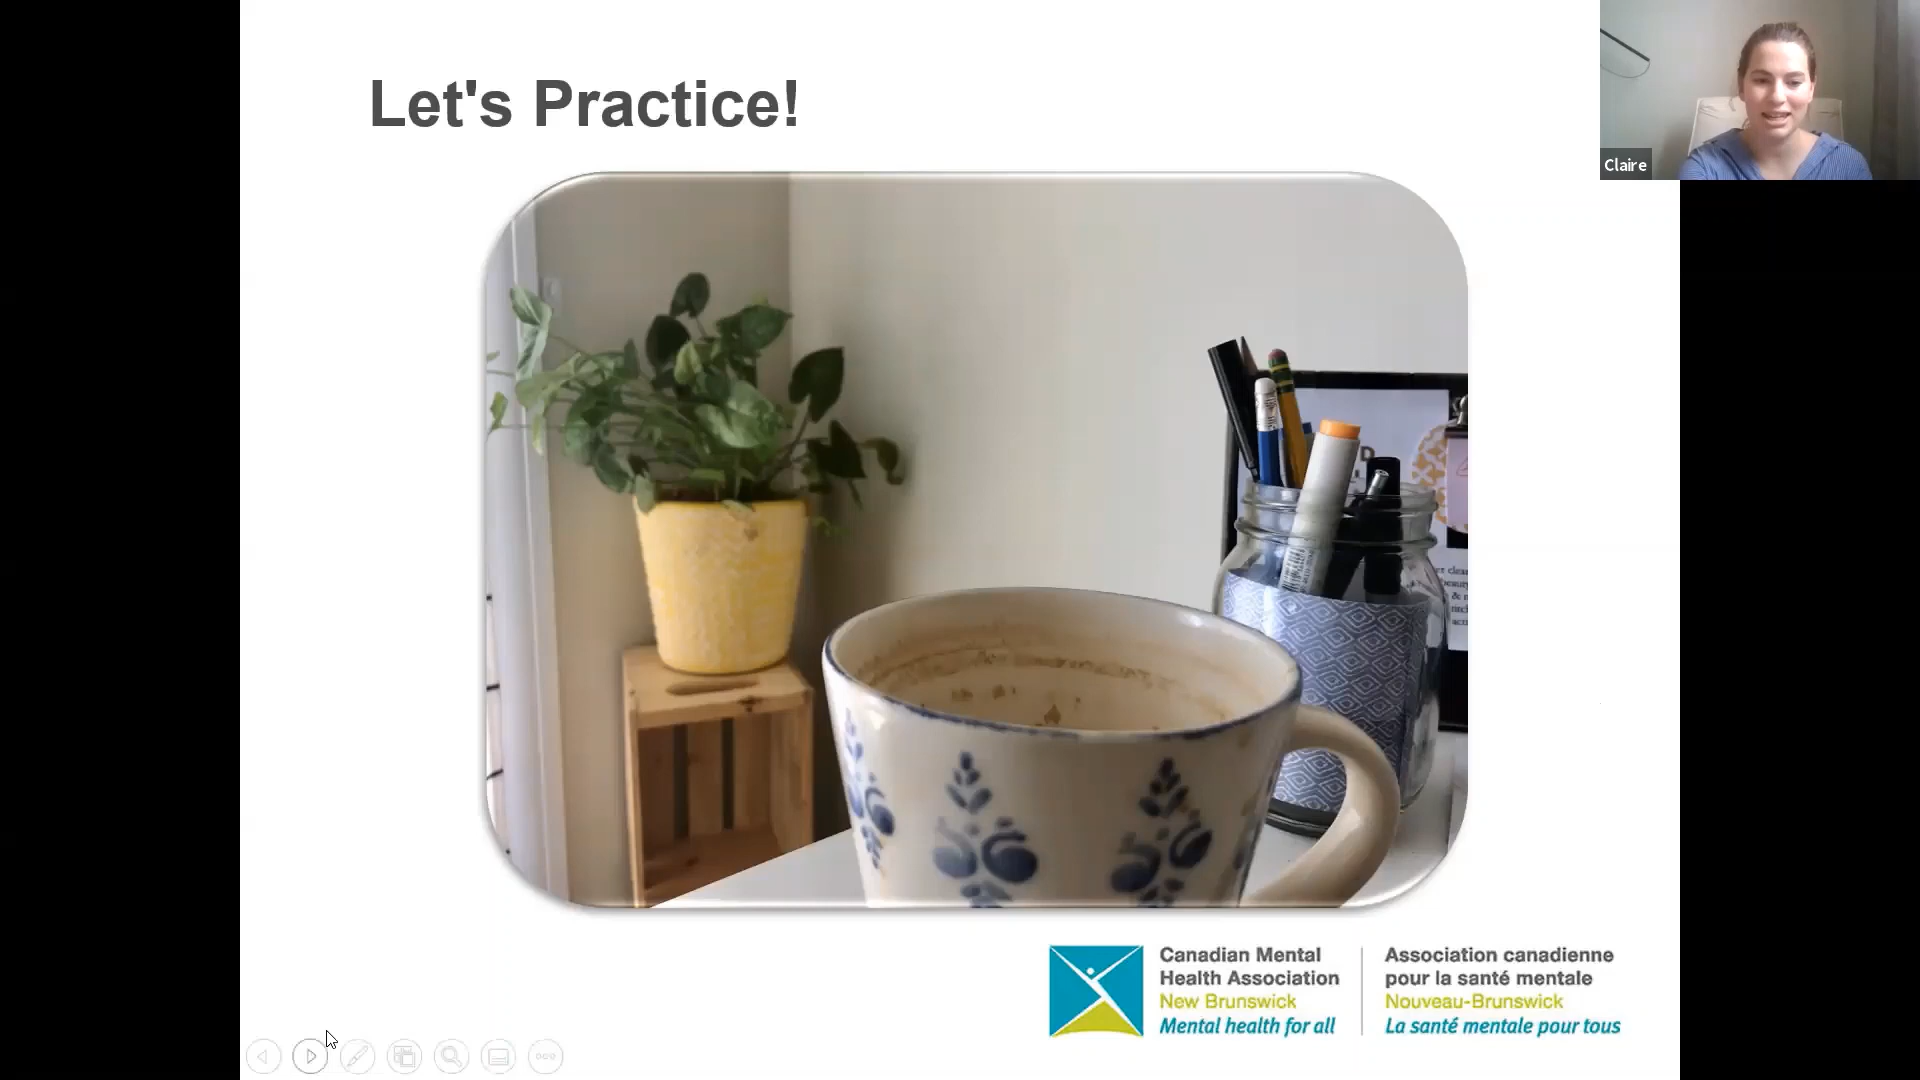 Let's Practice!
Claire
D
Canadian Mental
Health Association
New Brunswick
Mental health for all
Association canadienne
pour la santé mentale
Nouveau-Brunswick
La santé mentale pour tous